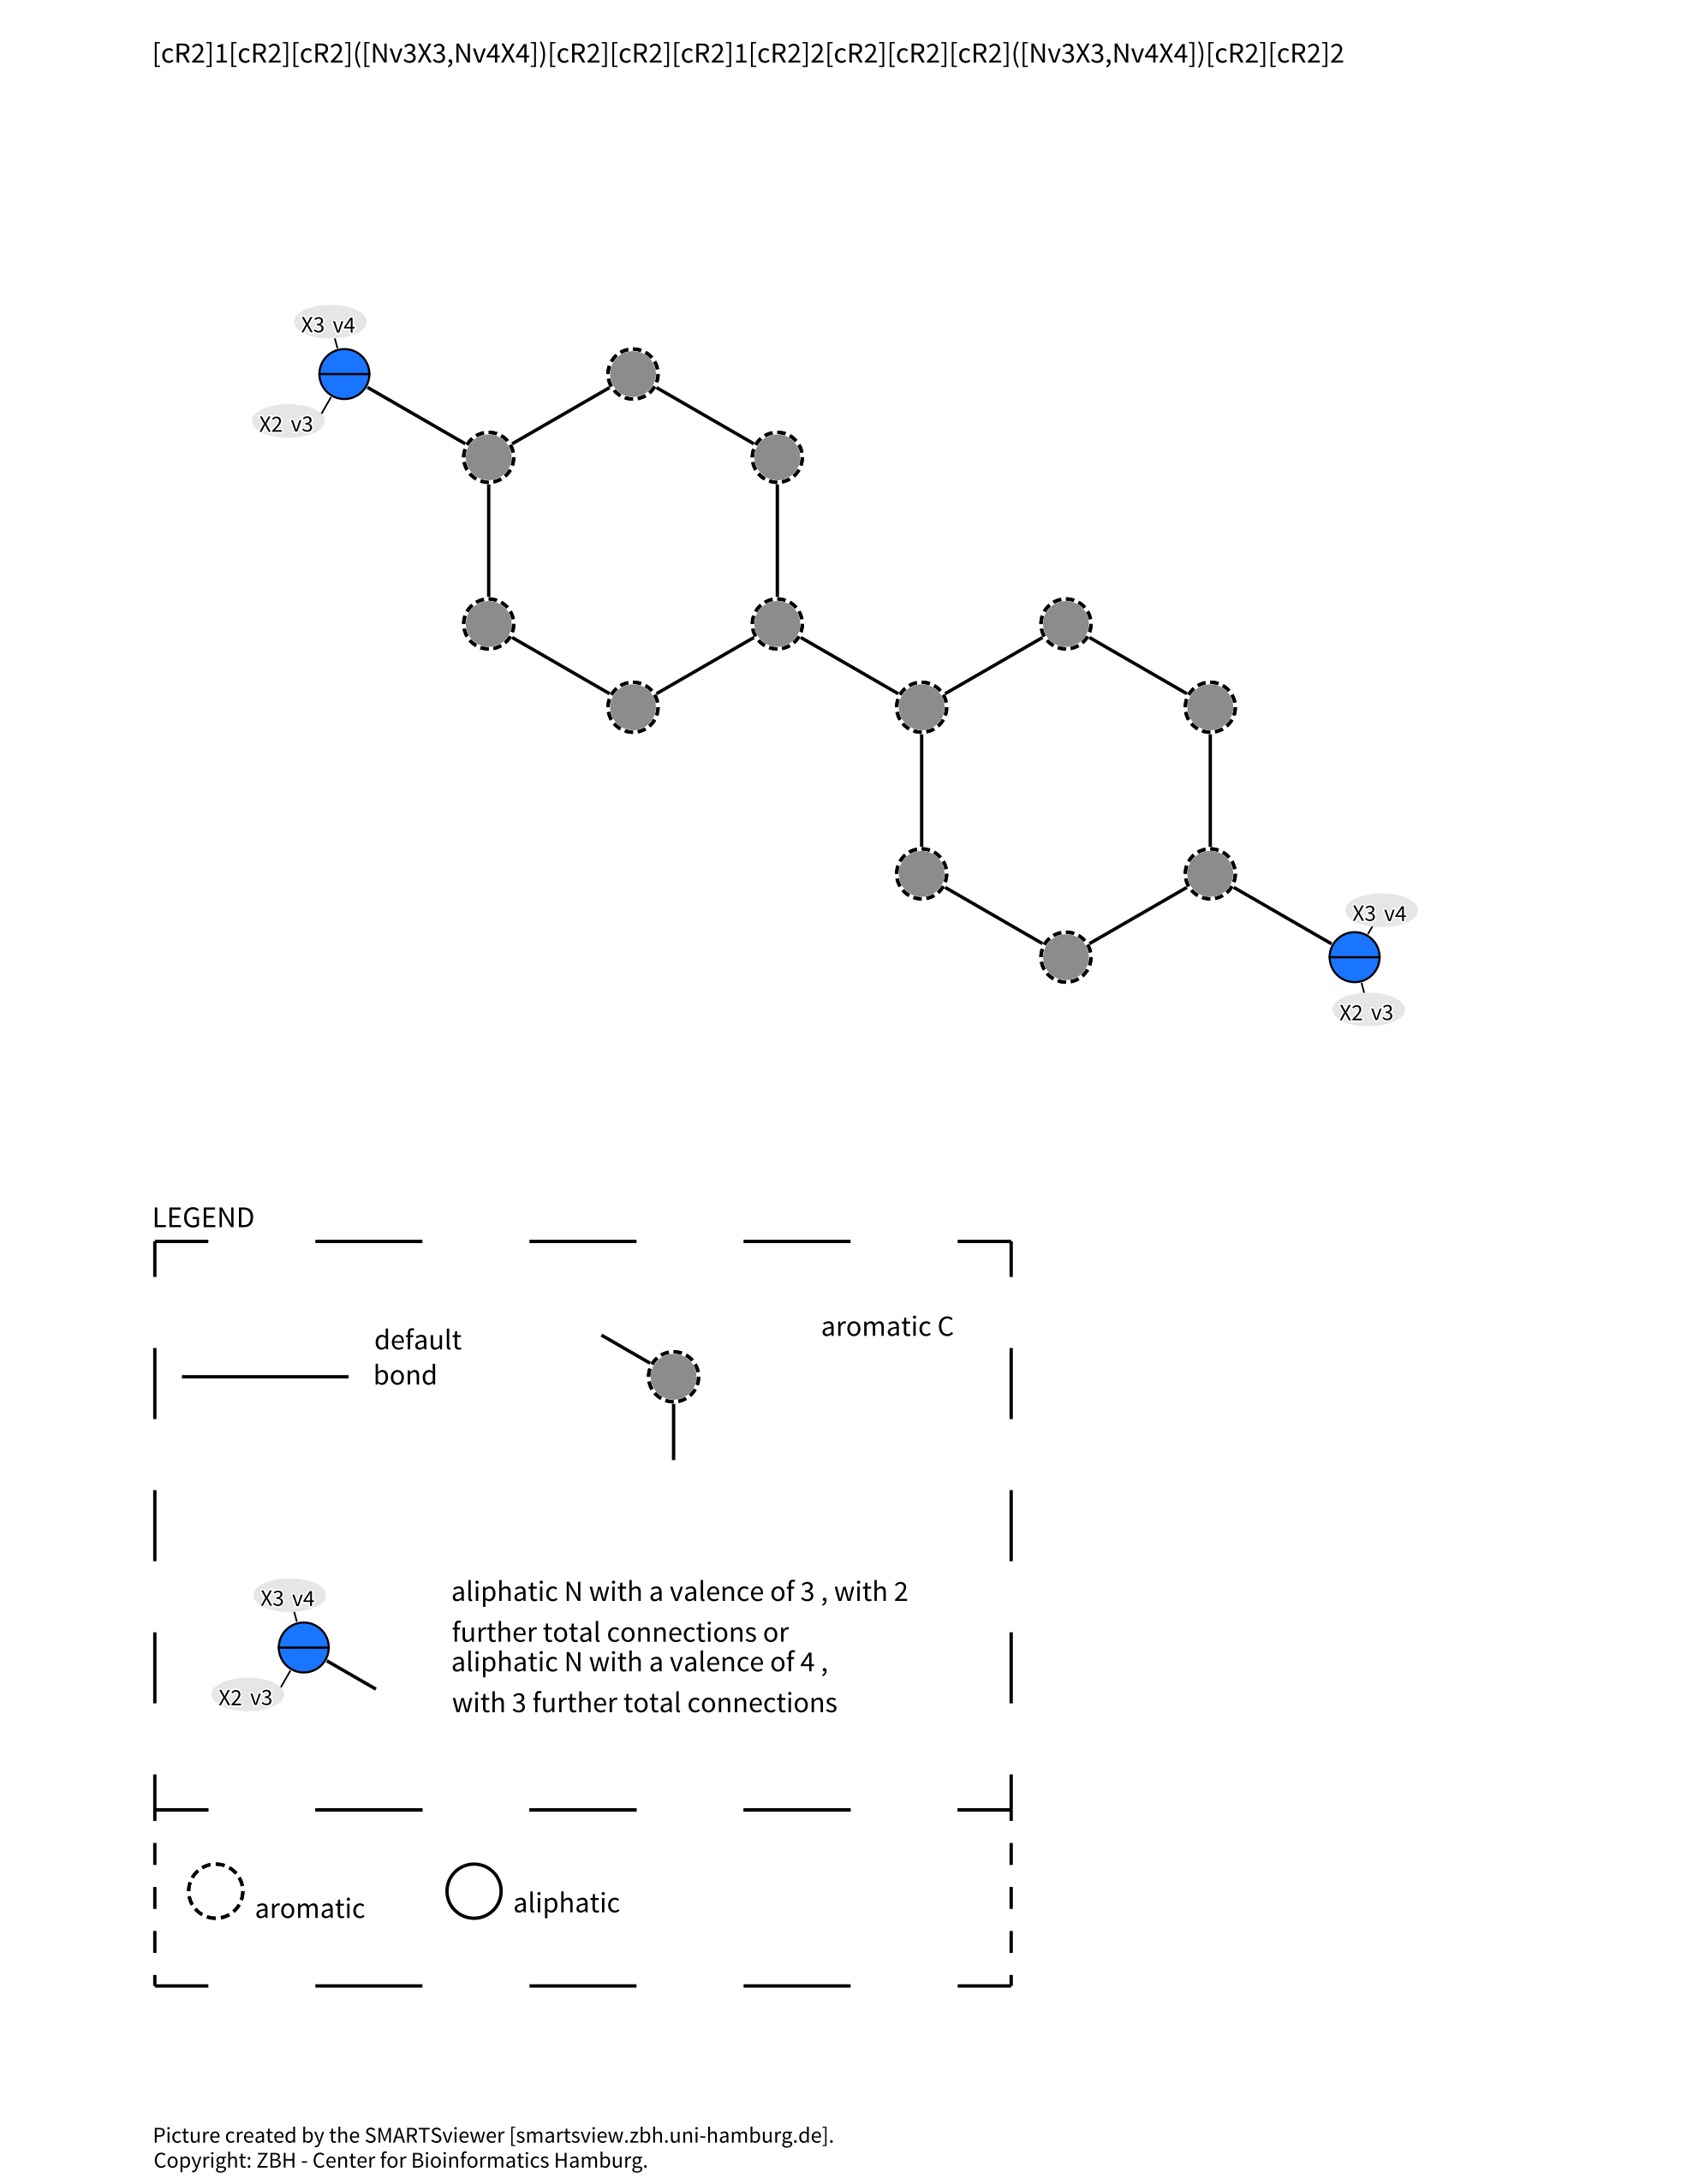 [cR2]1[cR2][cR2]([Nv3X3,Nv4X4])[cR2][cR2][cR2]1[cR2]2[cR2][cR2][cR2]([Nv3X3,Nv4X4])[cR2][cR2]2
X3 v4
X2 v3
X3 v4
X2 v3
LEGEND
default
bond
aromatic C
X3 v4
X2 v3
aliphatic N with a valence of 3 , with 2
further total connections or
aliphatic N with a valence of 4 ,
with 3 further total connections
aromatic
aliphatic
Picture created by the SMARTSviewer [smartsview.zbh.uni-hamburg.de].
Copyright: ZBH - Center for Bioinformatics Hamburg.